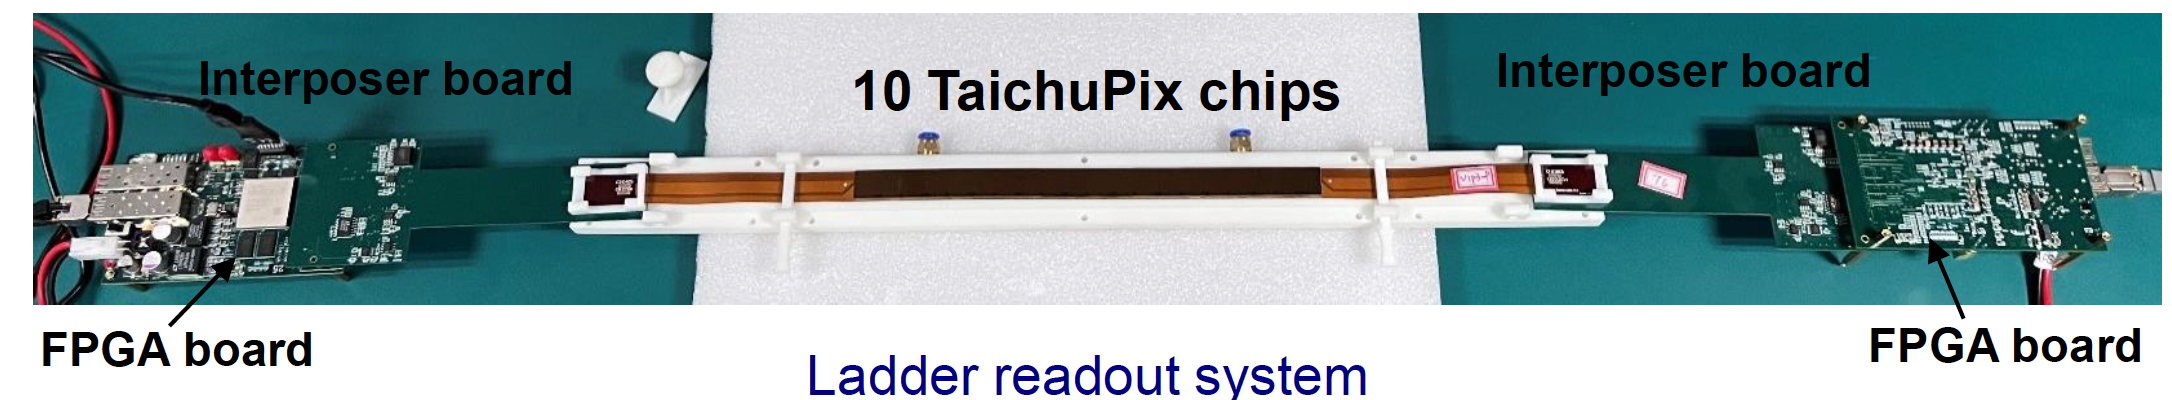 Interposer board
10 TaichuPix chips
Interposer board
FPGA board
FPGA board
Ladder readout system